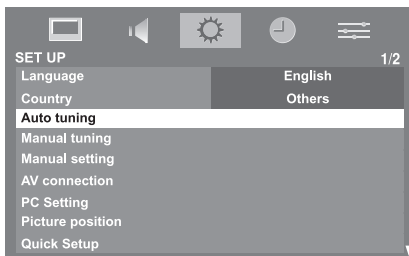 SET UP 1/2
Language English
Country Others
Auto tuning
Manual tuning
Manual setting
AV connection
PC Setting
Picture position
Quick Setup